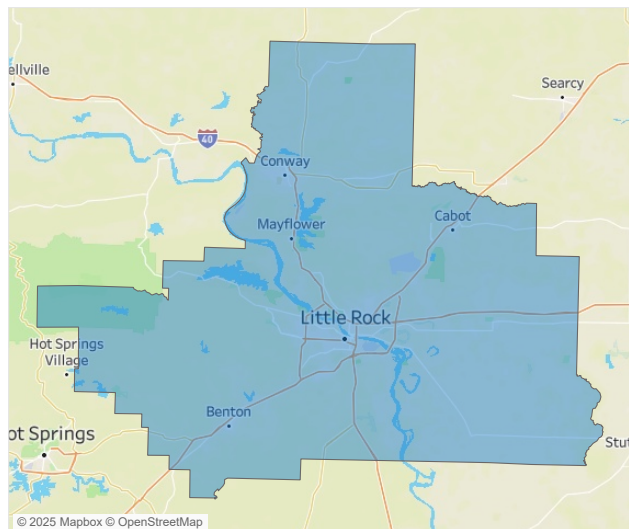 ellville
Searcy
40
Conway
Mayflower
Cabot
Little Rock
Hot Springs
Village
Benton
ot Springs
Stut
© 2025 Mapbox © OpenStreetMap